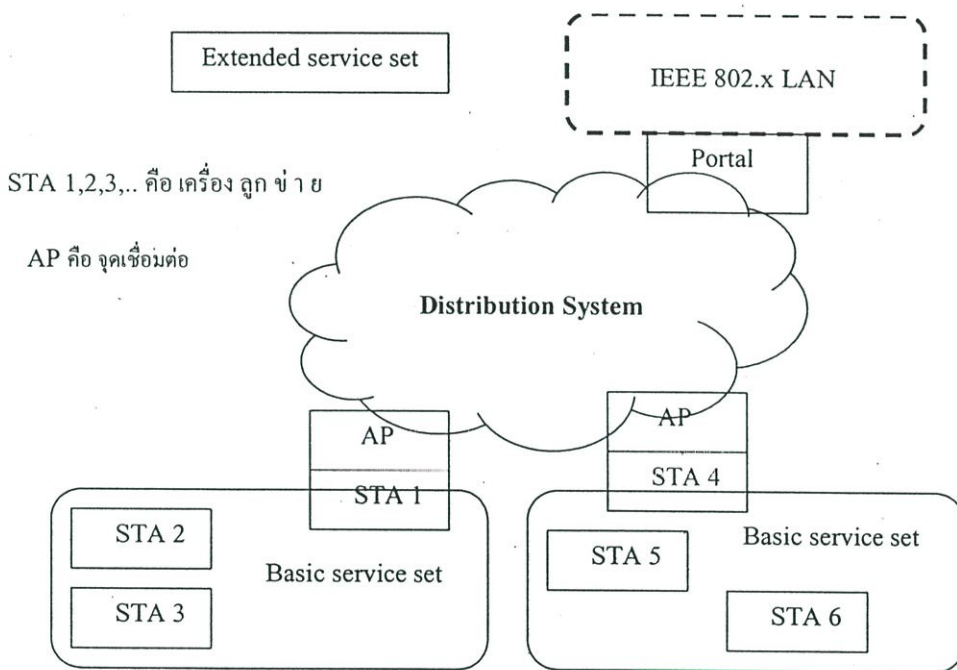 Extended service set
IEEE 802.x LAN
Portal
STA 1,2,3,.. คือ เครื่อง ลูก ข่ า ย
AP คือ จุดเชื่อมต่อ
Distribution System
AP
STA 1
AP
STA 4
STA 2
STA 3
Basic service set
STA 5
Basic service set
STA 6